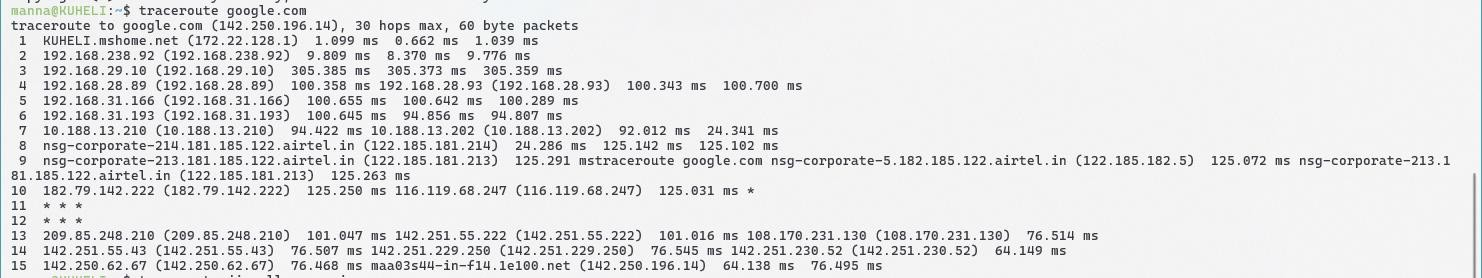 manna@KUHELI:~$ traceroute google.com
traceroute to google.com (142.250.196.14), 30 hops max, 60 byte packets
1 KUHELI.mshome.net (172.22.128.1) 1.099 ms 0.662 ms 1.039 ms
2 192.168.238.92 (192.168.238.92) 9.809 ms 8.370 ms 9.776 ms
3 192.168.29.10 (192.168.29.10) 305.385 ms 305.373 ms 305.359 ms
4 192.168.28.89 (192.168.28.89) 100.358 ms 192.168.28.93 (192.168.28.93) 100.343 ms 100.700 ms
5 192.168.31.166 (192.168.31.166) 100.655 ms 100.642 ms 100.289 ms
6 192.168.31.193 (192.168.31.193) 100.645 ms 94.856 ms 94.807 ms
7 10.188.13.210 (10.188.13.210) 94.422 ms 10.188.13.202 (10.188.13.202) 92.012 ms 24.341 ms
8 nsg-corporate-214.181.185.122.airtel.in (122.185.181.214) 24.286 ms 125.142 ms 125.102 ms
9 nsg-corporate-213.181.185.122.airtel.in (122.185.181.213) 125.291 mstraceroute google.com nsg-corporate-5.182.185.122.airtel.in (122.185.182.5) 125.072 ms nsg-corporate-213.1
81.185.122.airtel.in (122.185.181.213) 125.263 ms
10 182.79.142.222 (182.79.142.222) 125.250 ms 116.119.68.247 (116.119.68.247) 125.031 ms *
11 * * *
12 * * *
13 209.85.248.210 (209.85.248.210) 101.047 ms 142.251.55.222 (142.251.55.222) 101.016 ms 108.170.231.130 (108.170.231.130) 76.514 ms
14 142.251.55.43 (142.251.55.43) 76.507 ms 142.251.229.250 (142.251.229.250) 76.545 ms 142.251.230.52 (142.251.230.52) 64.149 ms
15 142.250.62.67 (142.250.62.67) 76.468 ms maa03s44-in-f14.1e100.net (142.250.196.14) 64.138 ms 76.495 ms